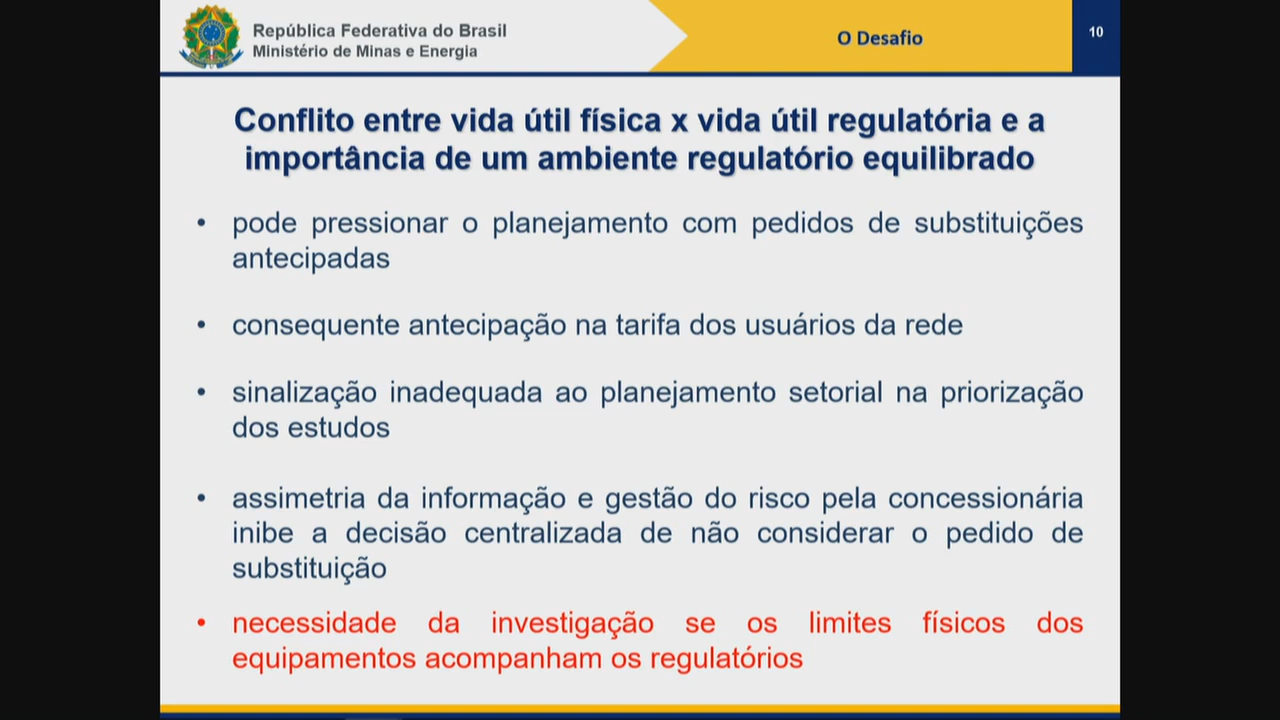 República Federativa do Brasil
Ministério de Minas e Energia
O Desafio
10
Conflito entre vida útil física x vida útil regulatória e a
importância de um ambiente regulatório equilibrado
• pode pressionar o planejamento com pedidos de substituições
antecipadas
• consequente antecipação na tarifa dos usuários da rede
• sinalização inadequada ao planejamento setorial na priorização
dos estudos
• assimetria da informação e gestão do risco pela concessionária
inibe a decisão centralizada de não considerar o pedido de
substituição
• necessidade da investigação se os limites físicos dos
equipamentos acompanham os regulatórios